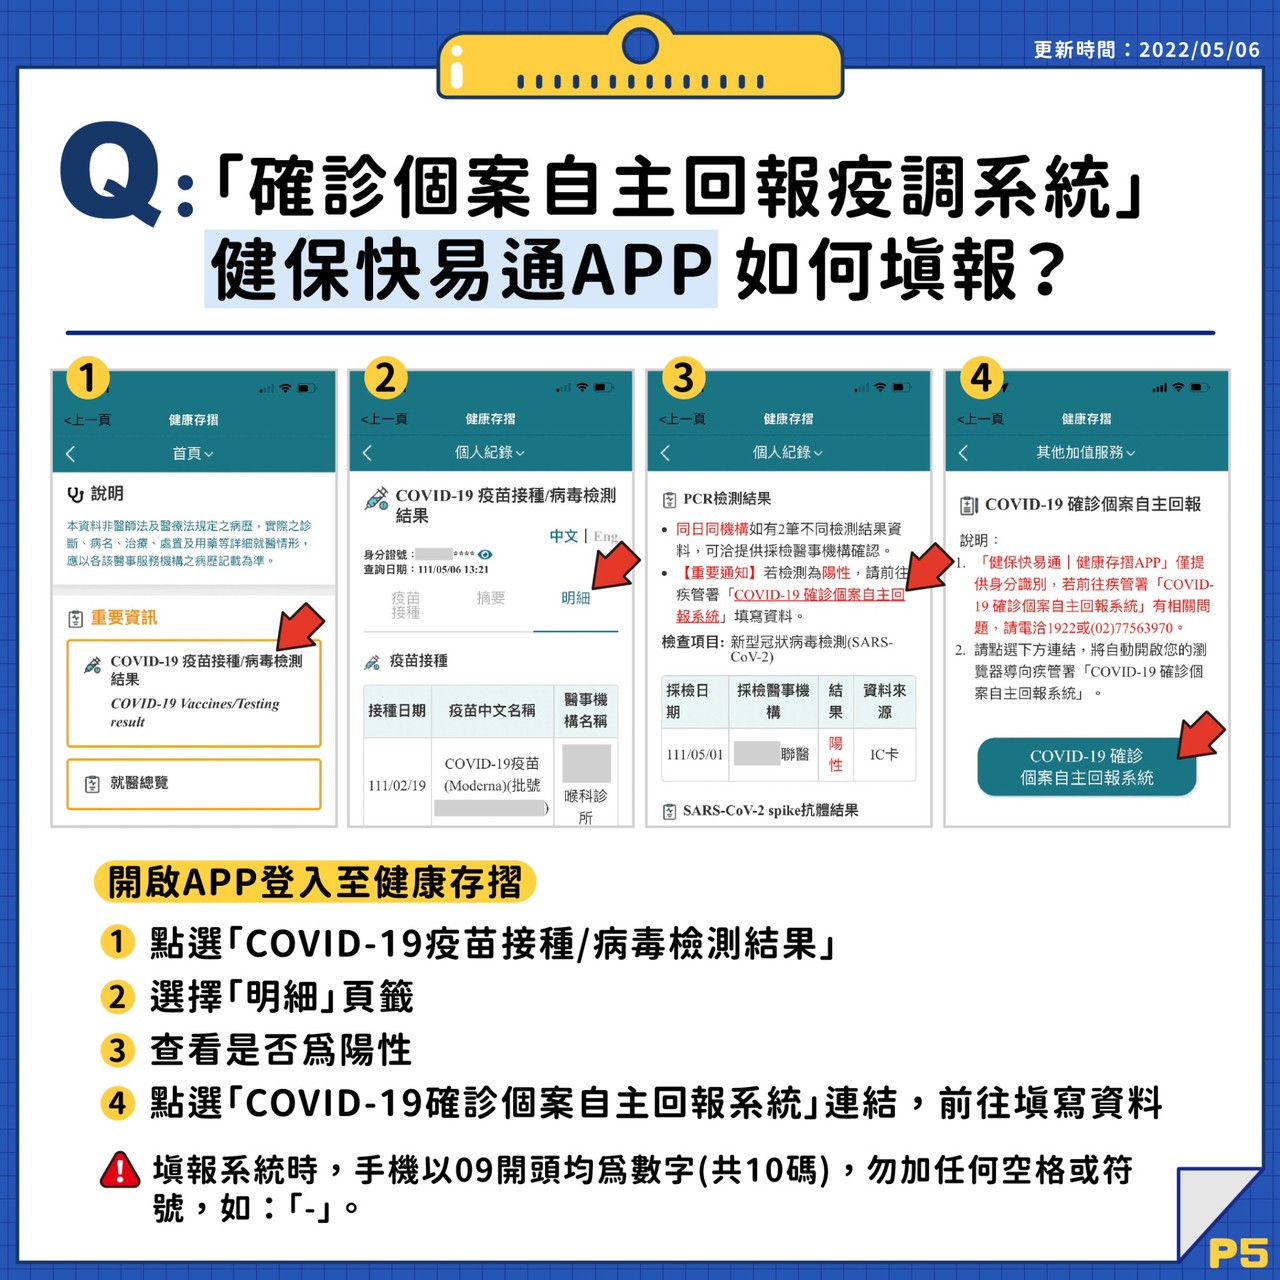 更新時間：2022/05/06
Q:「確診個案自主回報疫調系統」
健保快易通APP 如何填報？
1
<上一頁 健康存摺
首頁
說明
本資料非醫師法及醫療法規定之病歷，實際之診
斷、病名、治療、處置及用藥等詳細就醫情形，
應以各該醫事服務機構之病歷記載為準。
重要資訊
COVID-19 疫苗接種/病毒檢測
結果
COVID-19 Vaccines/Testing
result
就醫總覽
2
<上一頁 健康存摺
個人紀錄
COVID-19 疫苗接種/病毒檢測
結果
中文 | Eng
身分證號： ****
查詢日期：111/05/06 13:21
疫苗
接種 摘要 明細
疫苗接種
接種日期 疫苗中文名稱 醫事機
構名稱
111/02/19 COVID-19疫苗
(Moderna)(批號
)
喉科診
所
3
<上一頁 健康存摺
個人紀錄
PCR檢測結果
• 同日同機構如有2筆不同檢測結果資
料，可洽提供採檢醫事機構確認。
• 【重要通知】若檢測為陽性，請前往
疾管署「COVID-19 確診個案自主回
報系統」填寫資料。
檢查項目: 新型冠狀病毒檢測(SARS-
CoV-2)
採檢日
期 採檢醫事機
構 結
果 資料來
源
111/05/01 聯醫 陽
性 IC卡
SARS-CoV-2 spike抗體結果
4
<上一頁 健康存摺
其他加值服務
COVID-19 確診個案自主回報
說明：
1. 「健保快易通｜健康存摺APP」僅提
供身分識別，若前往疾管署「COVID-
19 確診個案自主回報系統」有相關問
題，請電洽1922或(02)77563970。
2. 請點選下方連結，將自動開啟您的瀏
覽器導向疾管署「COVID-19 確診個
案自主回報系統」。
COVID-19 確診
個案自主回報系統
開啟APP登入至健康存摺
1 點選「COVID-19疫苗接種/病毒檢測結果」
2 選擇「明細」頁籤
3 查看是否為陽性
4 點選「COVID-19確診個案自主回報系統」連結，前往填寫資料
填報系統時，手機以09開頭均為數字(共10碼)，勿加任何空格或符
號，如：「-」。
P5